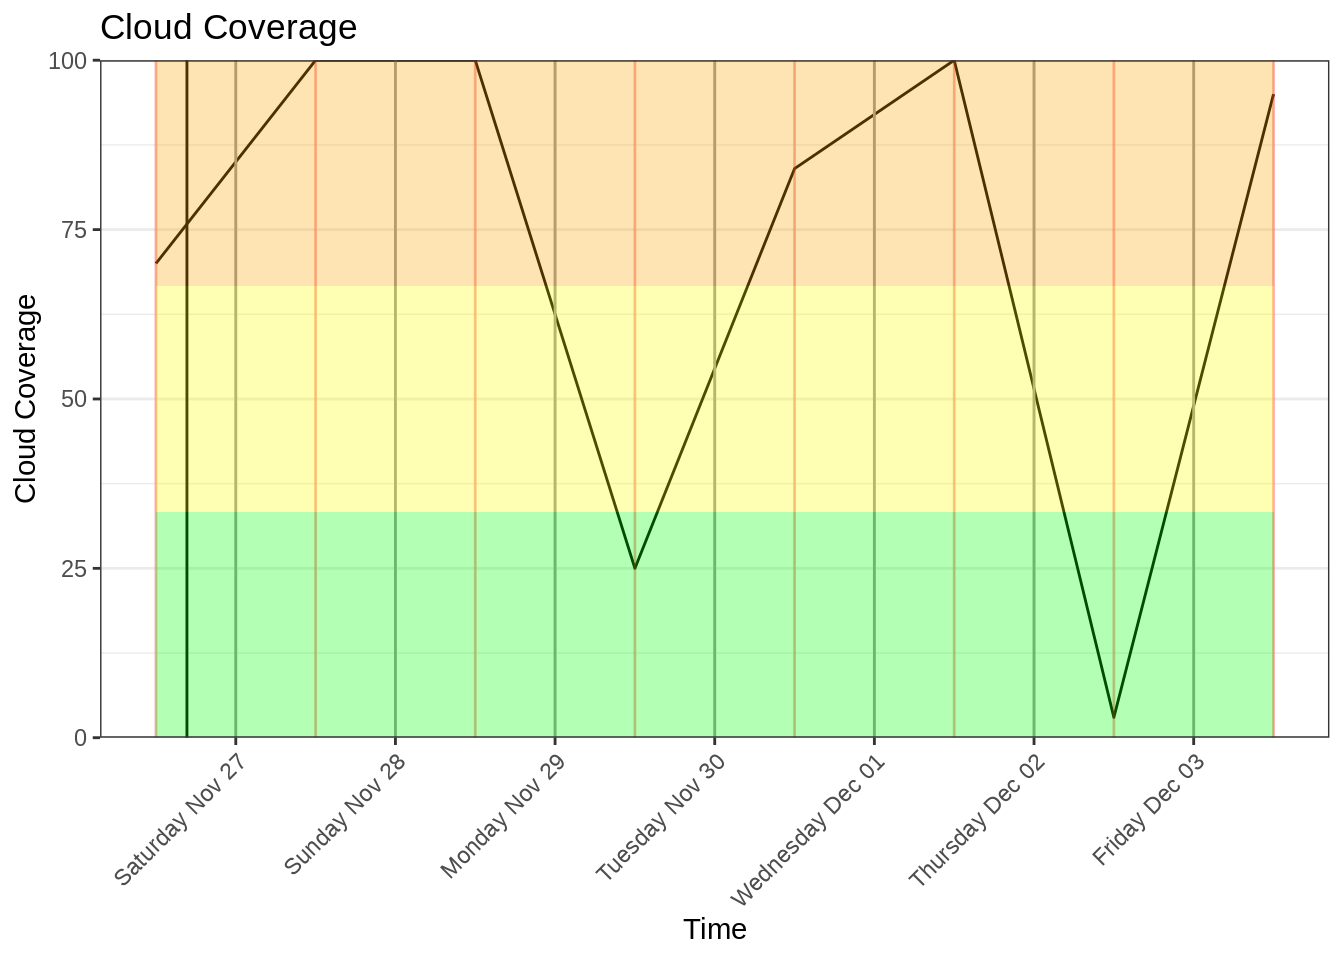 Cloud Coverage
Cloud Coverage
100
75
50
25
0
Saturday Nov 27
Sunday Nov 28
Monday Nov 29
Tuesday Nov 30
Wednesday Dec 01
Thursday Dec 02
Friday Dec 03
Time